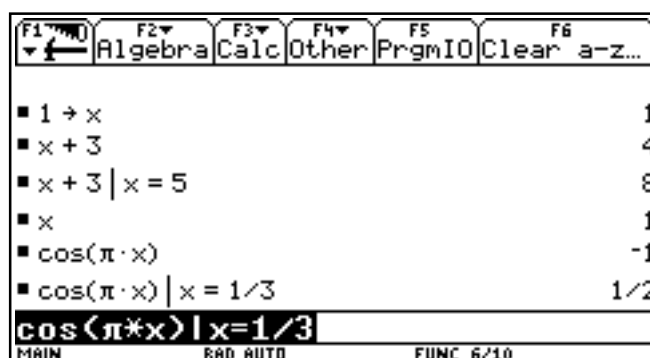 F1 F2 F3 F4 F5 F6
Algebra Calc Other PrgmIO Clear a-z…
1 → x 1
x + 3 4
x + 3 | x = 5 8
x 1
cos(π·x) -1
cos(π·x) | x = 1/3 1/2
cos(π*x)|x=1/3
MAIN RAD AUTO FUNC 6/10